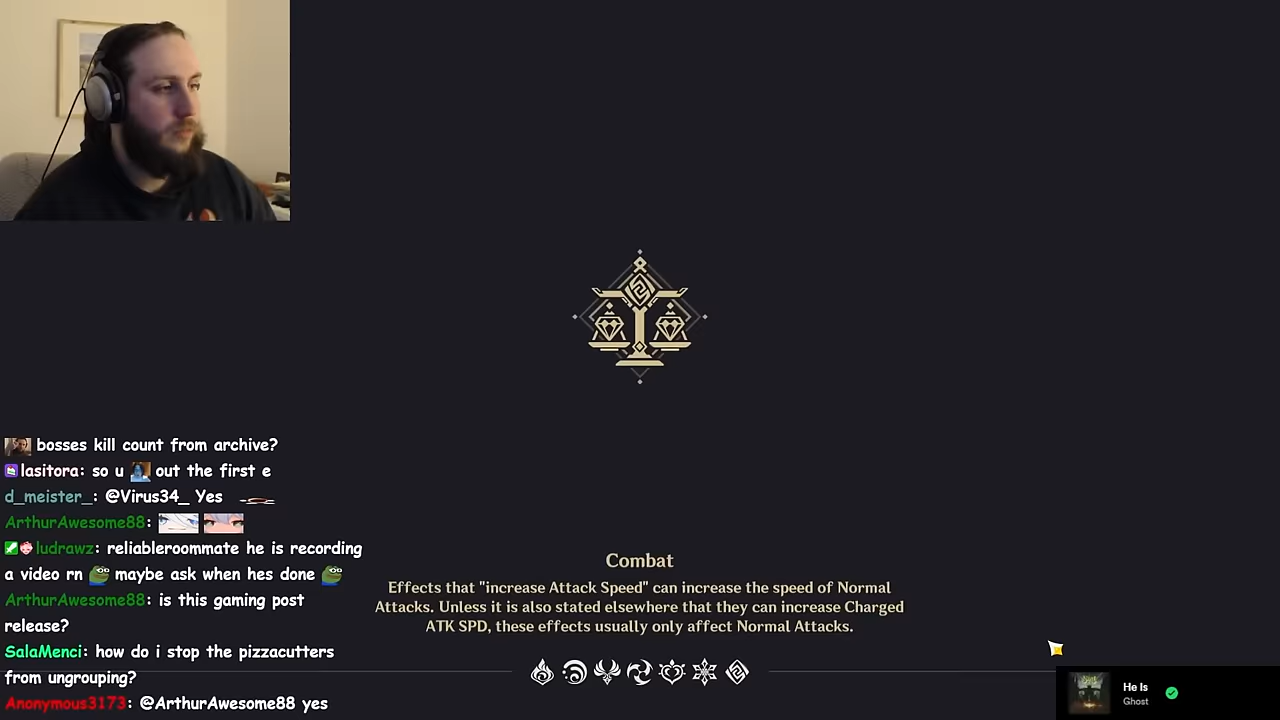 bosses kill count from archive?
lasitora: so u out the first e
d_meister_: @Virus34_ Yes
ArthurAwesome88:
ludrawz: reliableroommate he is recording
a video rn maybe ask when hes done
ArthurAwesome88: is this gaming post
release?
SalaMenci: how do i stop the pizzacutters
from ungrouping?
Anonymous3173: @ArthurAwesome88 yes
Combat
Effects that "increase Attack Speed" can increase the speed of Normal
Attacks. Unless it is also stated elsewhere that they can increase Charged
ATK SPD, these effects usually only affect Normal Attacks.
He Is
Ghost